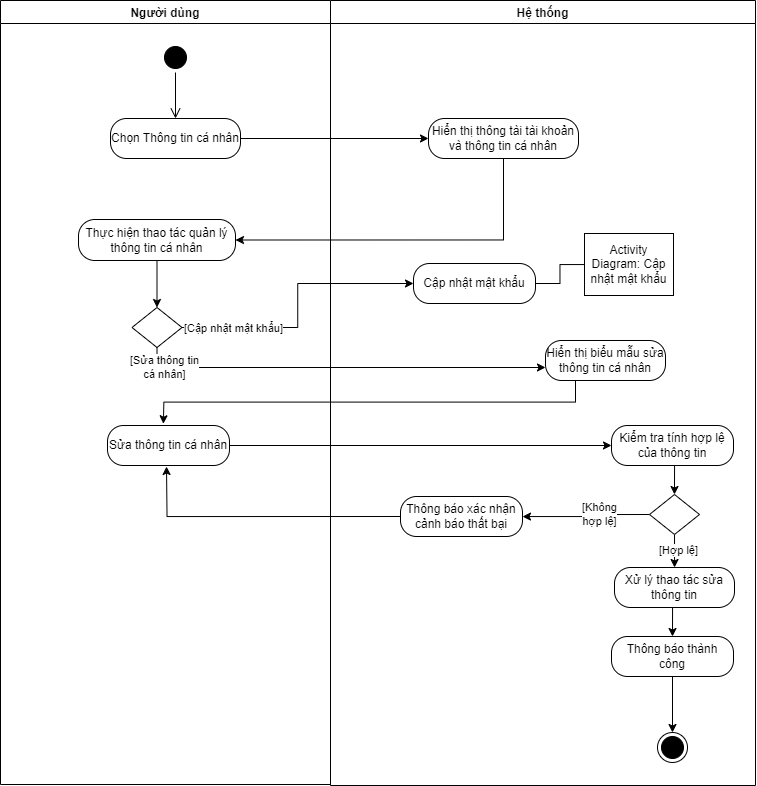 Người dùng
Hệ thống
Chọn Thông tin cá nhân
Hiển thị thông tài tài khoản
và thông tin cá nhân
Thực hiện thao tác quản lý
thông tin cá nhân
Cập nhật mật khẩu
Activity
Diagram: Cập
nhật mật khẩu
[Cập nhật mật khẩu]
[Sửa thông tin
cá nhân]
Hiển thị biểu mẫu sửa
thông tin cá nhân
Sửa thông tin cá nhân
Kiểm tra tính hợp lệ
của thông tin
Thông báo xác nhận
cảnh báo thất bại
[Không
hợp lệ]
[Hợp lệ]
Xử lý thao tác sửa
thông tin
Thông báo thành
công